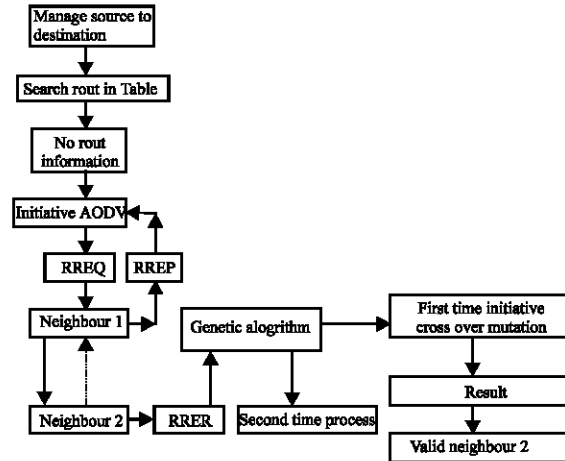 Manage source to
destination
Search rout in Table
No rout
information
Initiative AODV
RREQ
RREP
Neighbour 1
Genetic alogrithm
First time initiative
cross over mutation
Result
Neighbour 2
RRER
Second time process
Valid neighbour 2